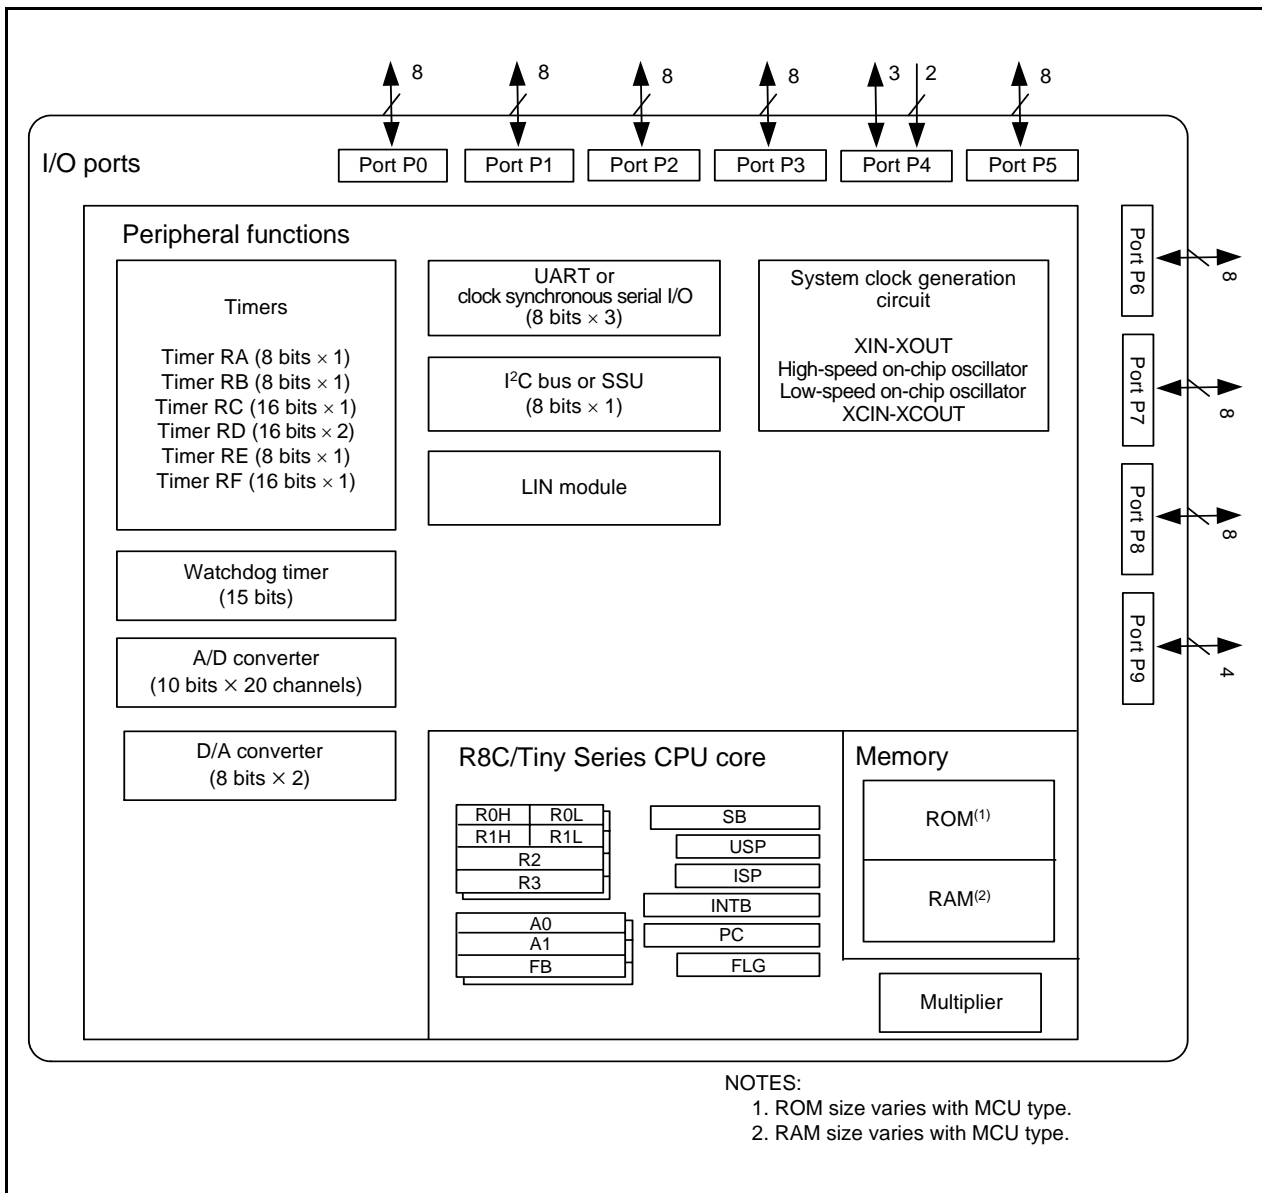 8
8
8
8
3
2
8
I/O ports
Port P0
Port P1
Port P2
Port P3
Port P4
Port P5
Port P6
8
Port P7
8
Port P8
8
Port P9
4
Peripheral functions
Timers
Timer RA (8 bits × 1)
Timer RB (8 bits × 1)
Timer RC (16 bits × 1)
Timer RD (16 bits × 2)
Timer RE (8 bits × 1)
Timer RF (16 bits × 1)
UART or
clock synchronous serial I/O
(8 bits × 3)
I²C bus or SSU
(8 bits × 1)
LIN module
System clock generation
circuit
XIN-XOUT
High-speed on-chip oscillator
Low-speed on-chip oscillator
XCIN-XCOUT
Watchdog timer
(15 bits)
A/D converter
(10 bits × 20 channels)
D/A converter
(8 bits × 2)
R8C/Tiny Series CPU core
R0H
R0L
R1H
R1L
R2
R3
A0
A1
FB
SB
USP
ISP
INTB
PC
FLG
Memory
ROM(1)
RAM(2)
Multiplier
NOTES:
1. ROM size varies with MCU type.
2. RAM size varies with MCU type.